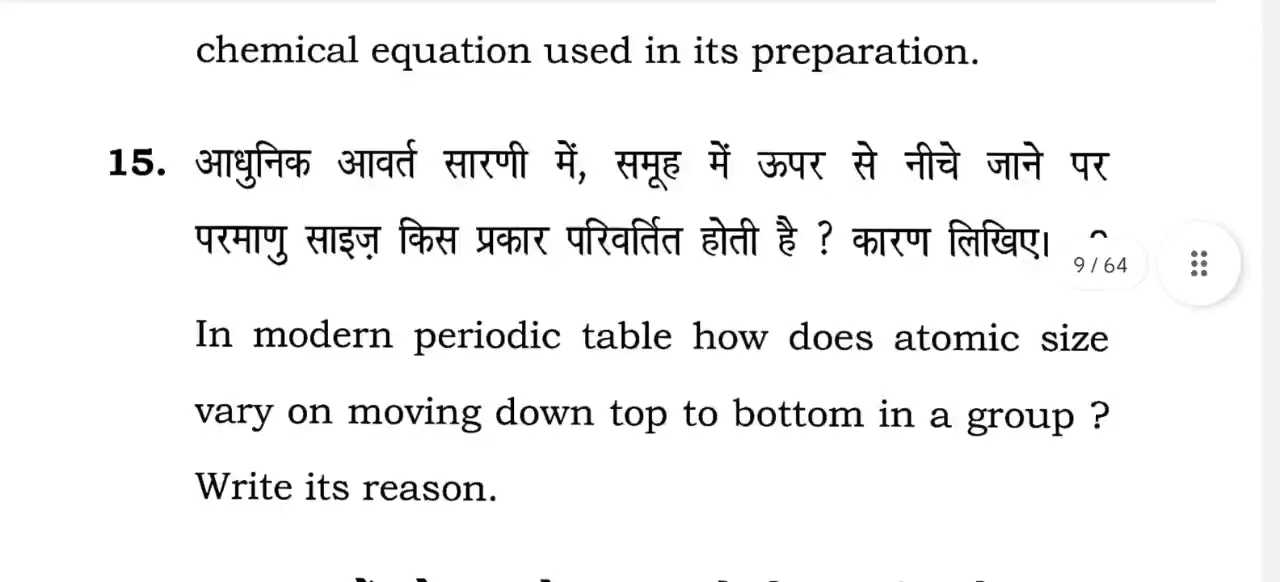 chemical equation used in its preparation.
15. आधुनिक आवर्त सारणी में, समूह में ऊपर से नीचे जाने पर
परमाणु साइज़ किस प्रकार परिवर्तित होती है ? कारण लिखिए।
9 / 64
In modern periodic table how does atomic size
vary on moving down top to bottom in a group ?
Write its reason.